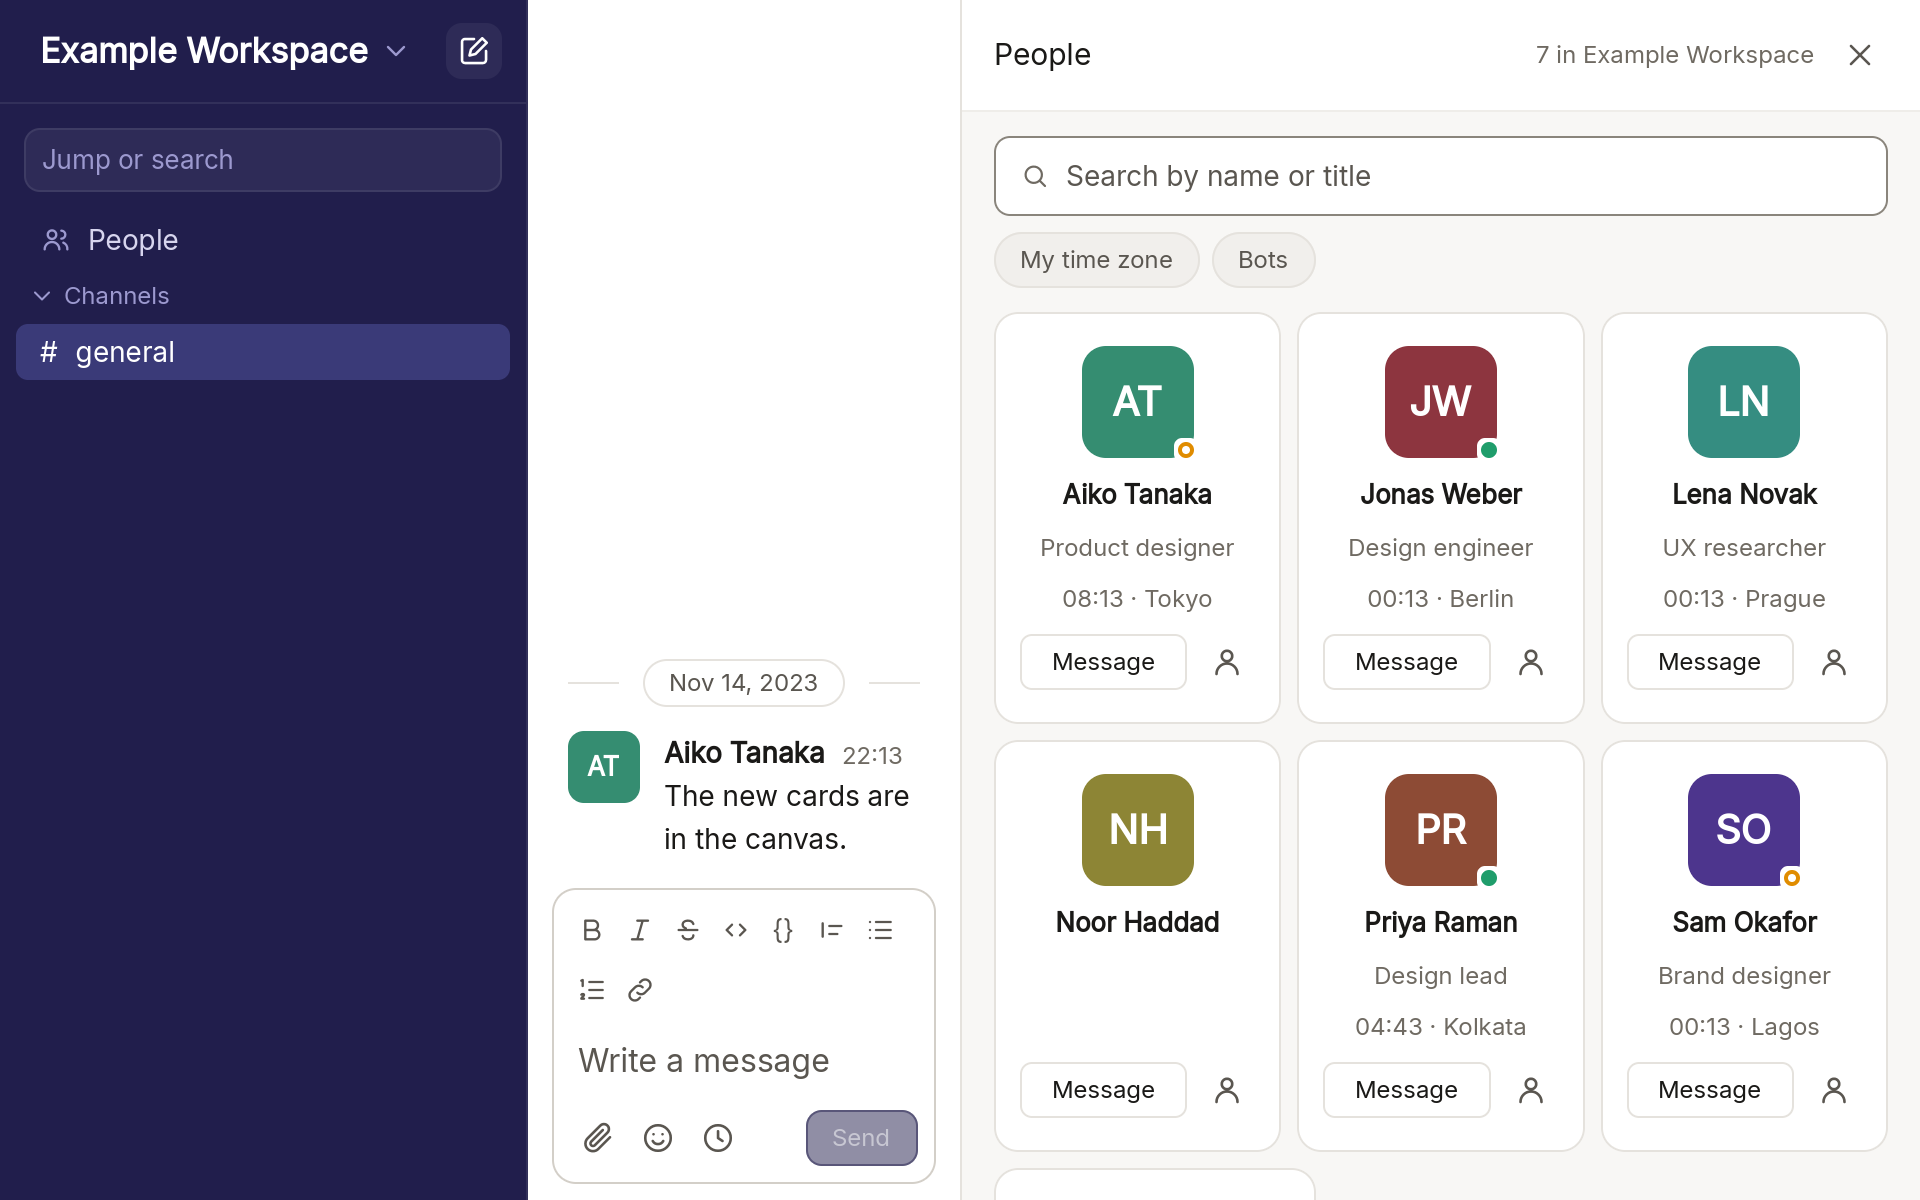 Example Workspace
Jump or search
People
Channels
# general
Nov 14, 2023
AT
Aiko Tanaka 22:13
The new cards are
in the canvas.
Write a message
Send
People
7 in Example Workspace
Search by name or title
My time zone
Bots
AT
Aiko Tanaka
Product designer
08:13 · Tokyo
Message
JW
Jonas Weber
Design engineer
00:13 · Berlin
Message
LN
Lena Novak
UX researcher
00:13 · Prague
Message
NH
Noor Haddad
Message
PR
Priya Raman
Design lead
04:43 · Kolkata
Message
SO
Sam Okafor
Brand designer
00:13 · Lagos
Message